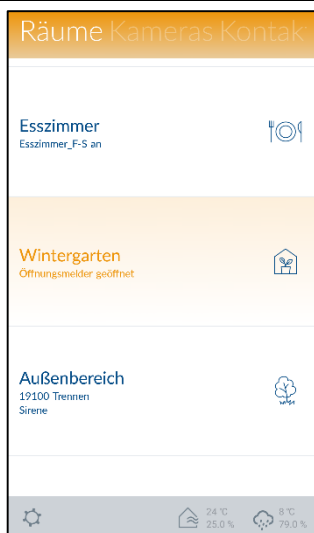 Räume Kameras Kontak
Esszimmer
Esszimmer_F-S an
Wintergarten
Öffnungsmelder geöffnet
Außenbereich
19100 Trennen
Sirene
24 °C
25.0 %
8 °C
79.0 %